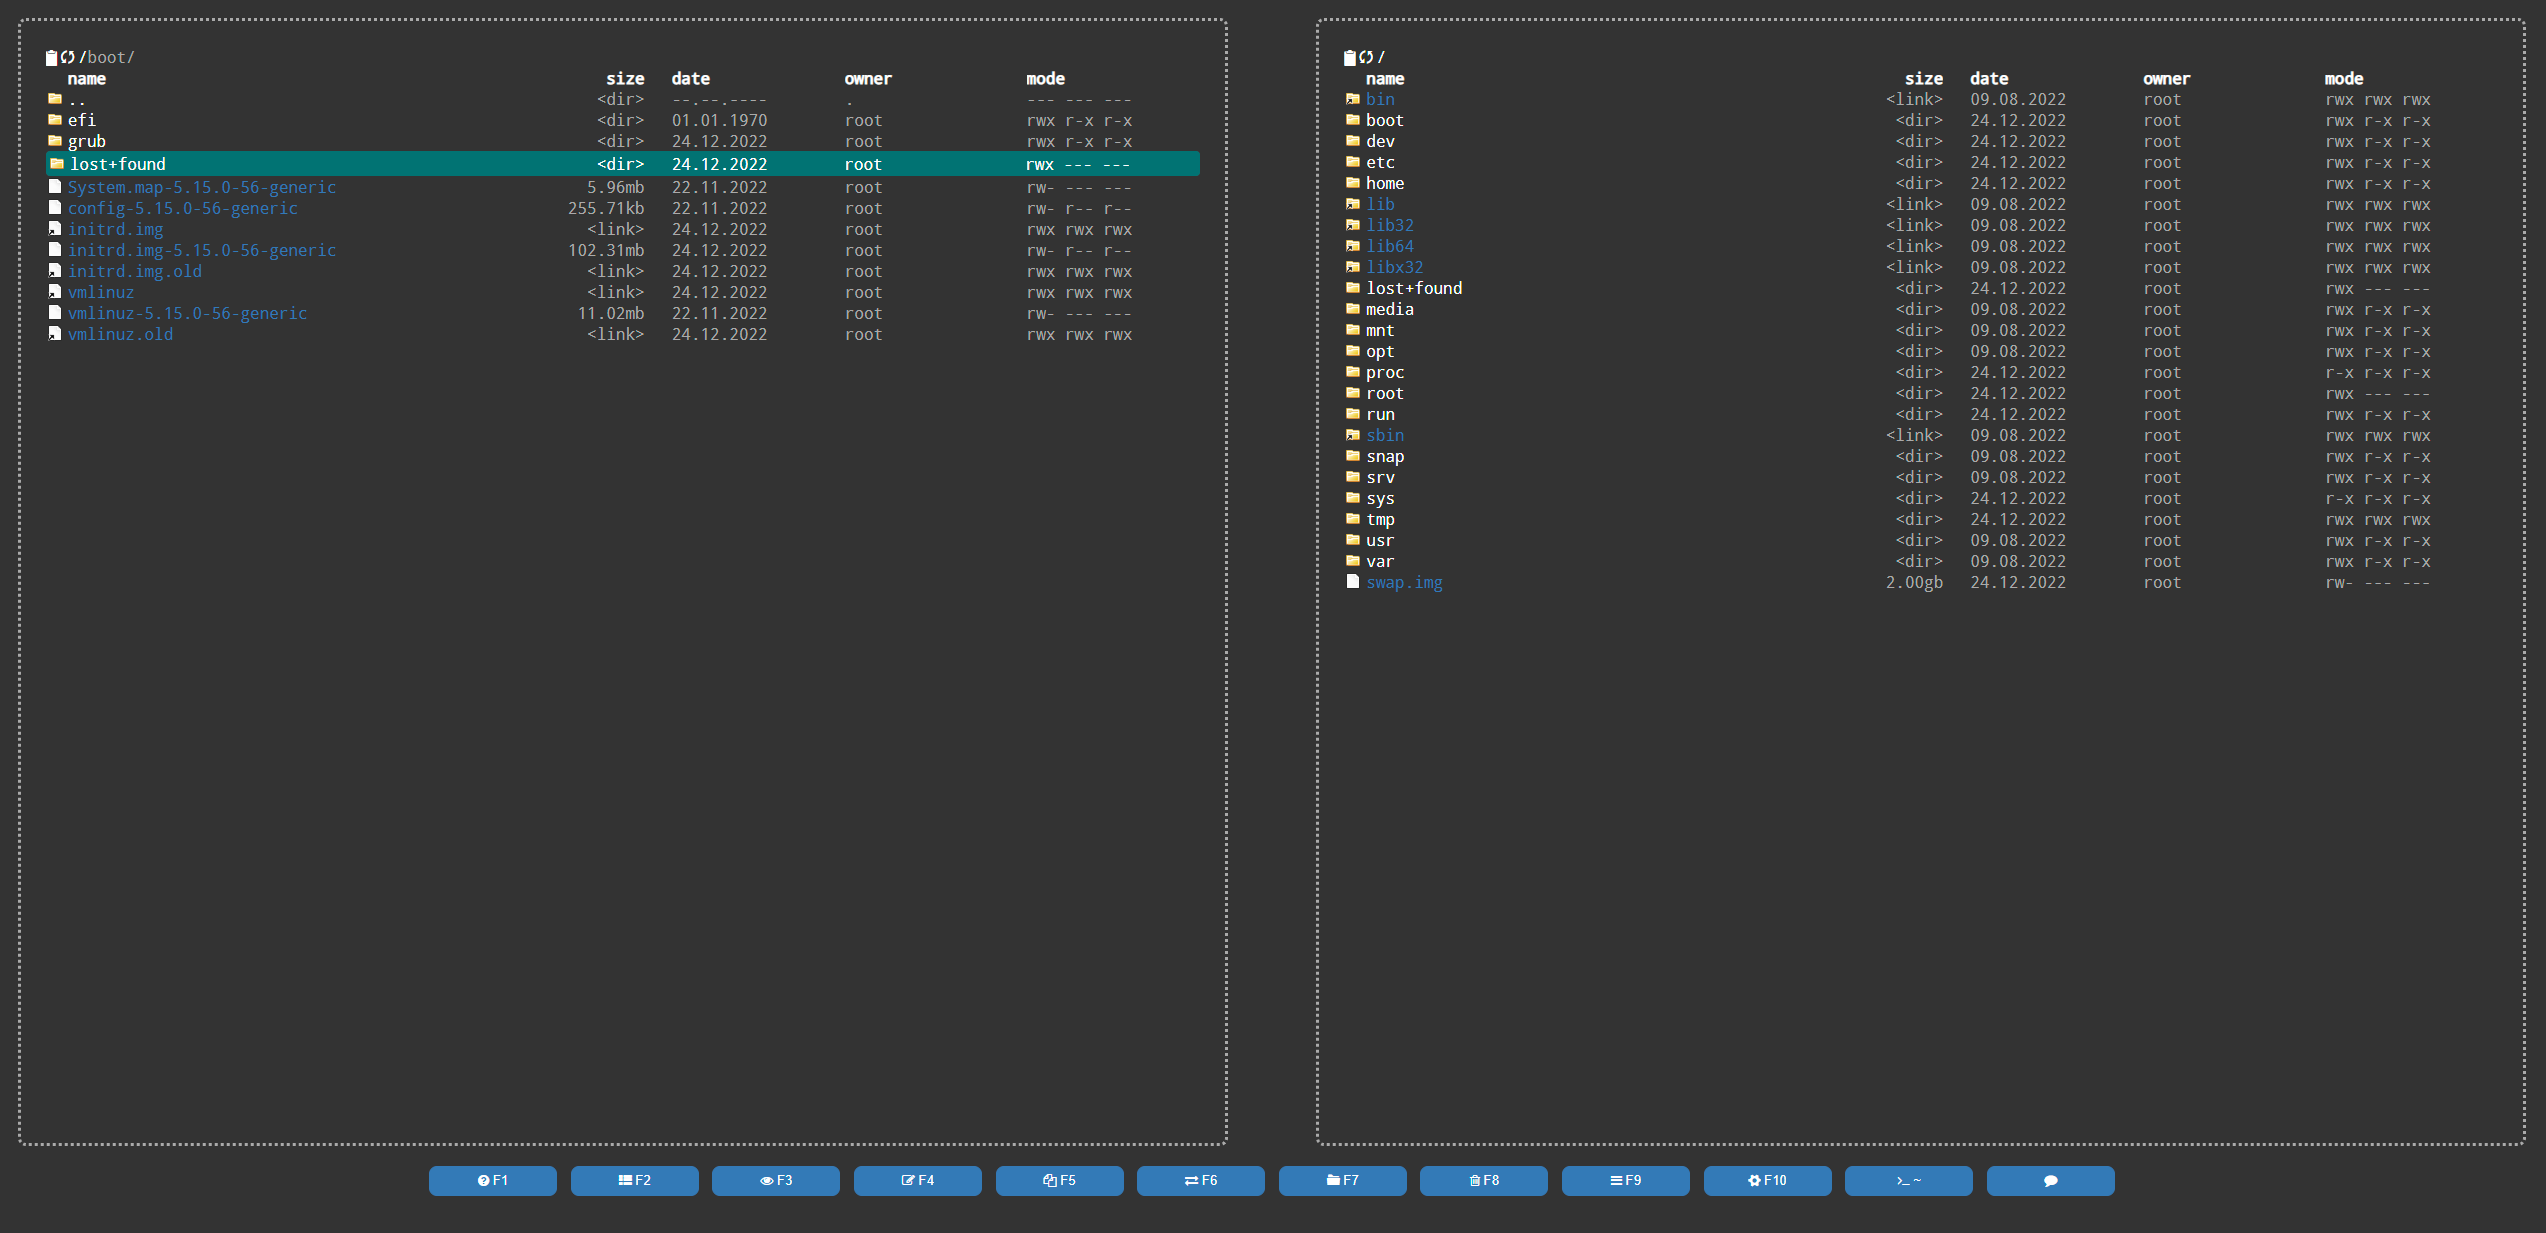 /boot/
name size date owner mode
.. <dir> --.--.---- . --- --- ---
efi <dir> 01.01.1970 root rwx r-x r-x
grub <dir> 24.12.2022 root rwx r-x r-x
lost+found <dir> 24.12.2022 root rwx --- ---
System.map-5.15.0-56-generic 5.96mb 22.11.2022 root rw- --- ---
config-5.15.0-56-generic 255.71kb 22.11.2022 root rw- r-- r--
initrd.img <link> 24.12.2022 root rwx rwx rwx
initrd.img-5.15.0-56-generic 102.31mb 24.12.2022 root rw- r-- r--
initrd.img.old <link> 24.12.2022 root rwx rwx rwx
vmlinuz <link> 24.12.2022 root rwx rwx rwx
vmlinuz-5.15.0-56-generic 11.02mb 22.11.2022 root rw- --- ---
vmlinuz.old <link> 24.12.2022 root rwx rwx rwx
/
name size date owner mode
bin <link> 09.08.2022 root rwx rwx rwx
boot <dir> 24.12.2022 root rwx r-x r-x
dev <dir> 24.12.2022 root rwx r-x r-x
etc <dir> 24.12.2022 root rwx r-x r-x
home <dir> 24.12.2022 root rwx r-x r-x
lib <link> 09.08.2022 root rwx rwx rwx
lib32 <link> 09.08.2022 root rwx rwx rwx
lib64 <link> 09.08.2022 root rwx rwx rwx
libx32 <link> 09.08.2022 root rwx rwx rwx
lost+found <dir> 24.12.2022 root rwx --- ---
media <dir> 09.08.2022 root rwx r-x r-x
mnt <dir> 09.08.2022 root rwx r-x r-x
opt <dir> 09.08.2022 root rwx r-x r-x
proc <dir> 24.12.2022 root r-x r-x r-x
root <dir> 09.08.2022 root rwx --- ---
run <dir> 24.12.2022 root rwx r-x r-x
sbin <link> 09.08.2022 root rwx rwx rwx
snap <dir> 09.08.2022 root rwx r-x r-x
srv <dir> 09.08.2022 root rwx r-x r-x
sys <dir> 24.12.2022 root r-x r-x r-x
tmp <dir> 24.12.2022 root rwx rwx rwx
usr <dir> 09.08.2022 root rwx r-x r-x
var <dir> 09.08.2022 root rwx r-x r-x
swap.img 2.00gb 24.12.2022 root rw- --- ---
F1 F2 F3 F4 F5 F6 F7 F8 F9 F10 >_ ~